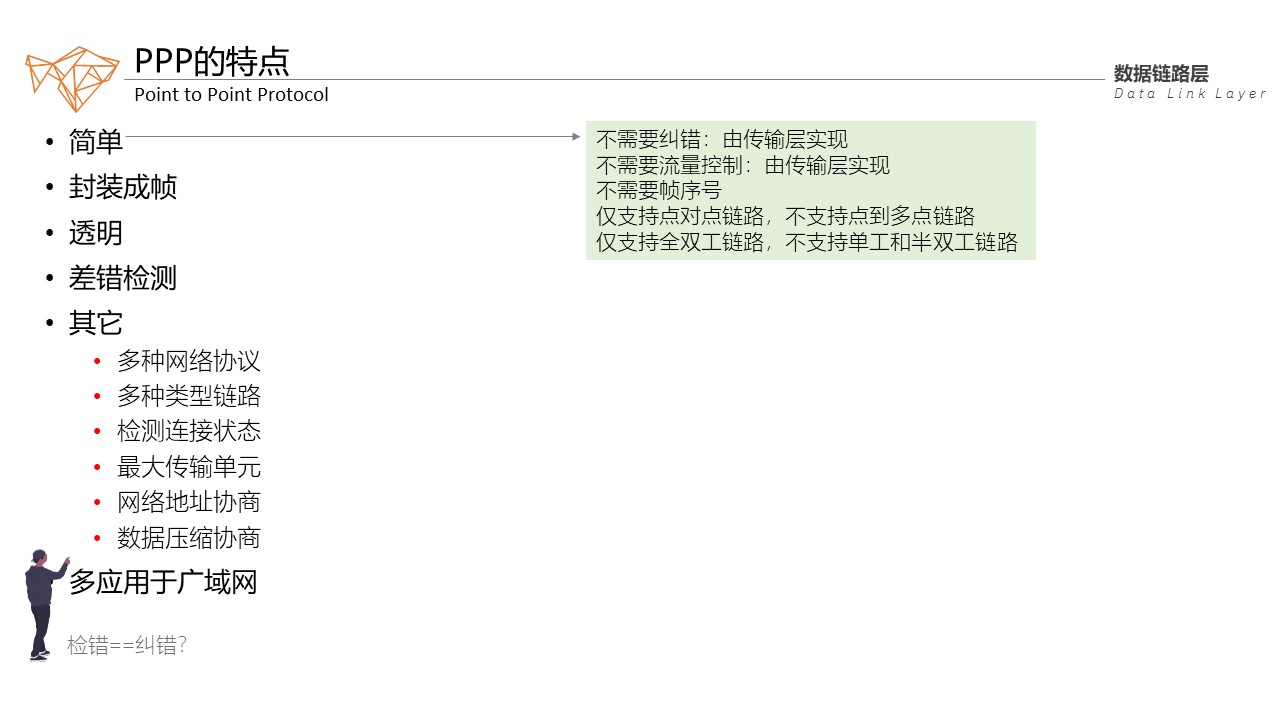 PPP的特点
Point to Point Protocol
数据链路层
Data Link Layer
• 简单
• 封装成帧
• 透明
• 差错检测
• 其它
• 多种网络协议
• 多种类型链路
• 检测连接状态
• 最大传输单元
• 网络地址协商
• 数据压缩协商
多应用于广域网
检错==纠错？
不需要纠错：由传输层实现
不需要流量控制：由传输层实现
不需要帧序号
仅支持点对点链路，不支持点到多点链路
仅支持全双工链路，不支持单工和半双工链路